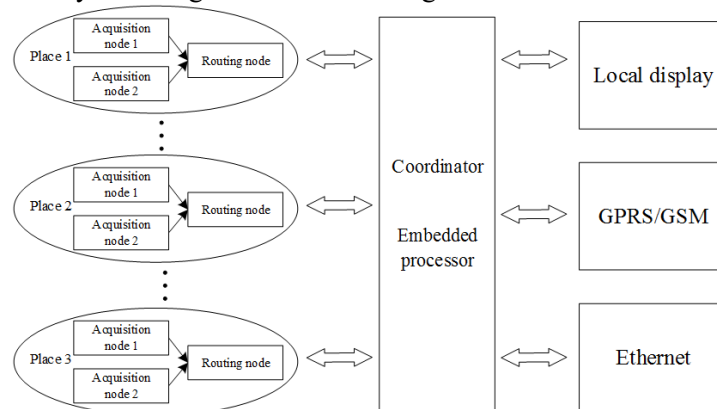 Acquisition
node 1
Place 1
Routing node
Acquisition
node 2
Local display
Acquisition
node 1
Place 2
Routing node
Acquisition
node 2
Coordinator
Embedded
processor
GPRS/GSM
Acquisition
node 1
Place 3
Routing node
Acquisition
node 2
Ethernet